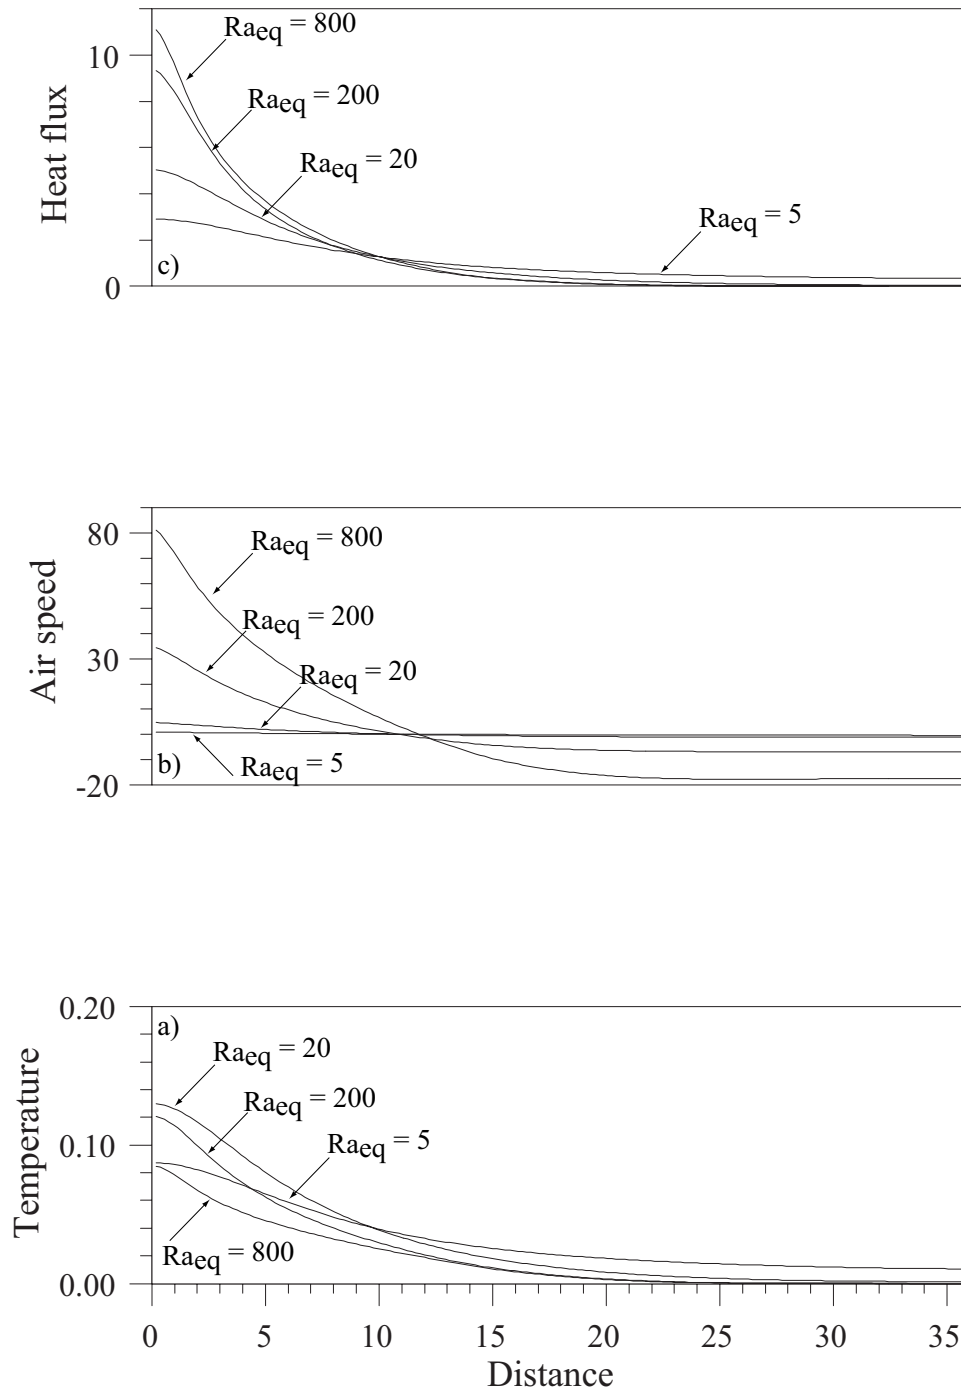 Heat flux
10
0
Ra_eq = 800
Ra_eq = 200
Ra_eq = 20
Ra_eq = 5
c)
Air speed
80
30
-20
Ra_eq = 800
Ra_eq = 200
Ra_eq = 20
Ra_eq = 5
b)
Temperature
0.20
0.10
0.00
a)
Ra_eq = 20
Ra_eq = 200
Ra_eq = 5
Ra_eq = 800
0 5 10 15 20 25 30 35
Distance